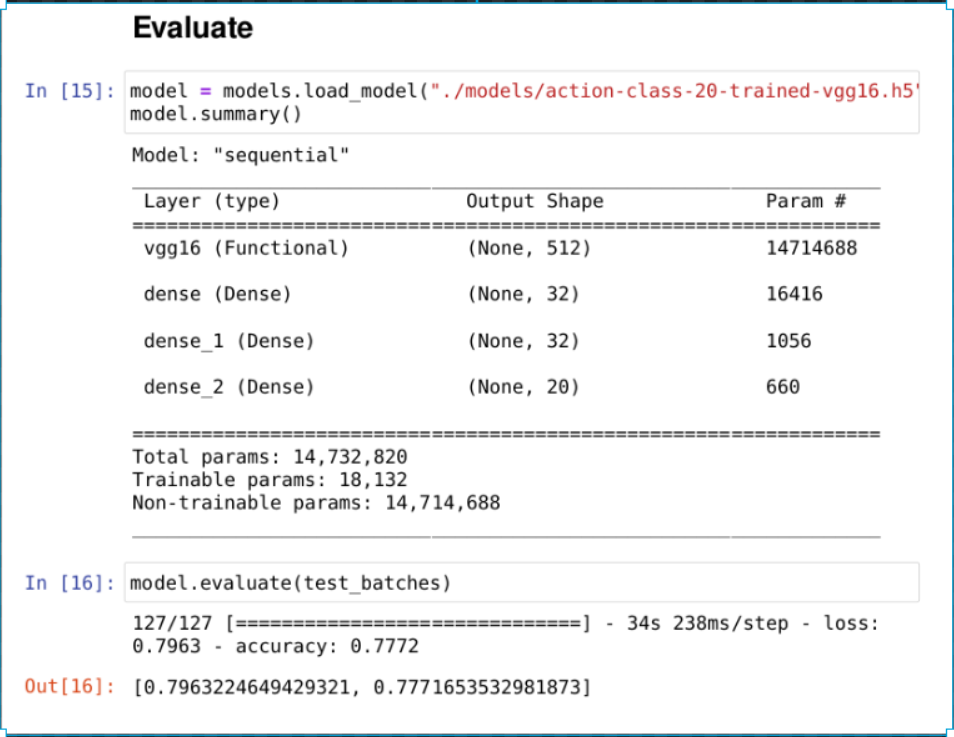 Evaluate
In [15]: model = models.load_model("./models/action-class-20-trained-vgg16.h5"
model.summary()
Model: "sequential"
Layer (type) Output Shape Param #
=================================================================
vgg16 (Functional) (None, 512) 14714688
dense (Dense) (None, 32) 16416
dense_1 (Dense) (None, 32) 1056
dense_2 (Dense) (None, 20) 660
=================================================================
Total params: 14,732,820
Trainable params: 18,132
Non-trainable params: 14,714,688
In [16]: model.evaluate(test_batches)
127/127 [==============================] - 34s 238ms/step - loss:
0.7963 - accuracy: 0.7772
Out[16]: [0.7963224649429321, 0.7771653532981873]